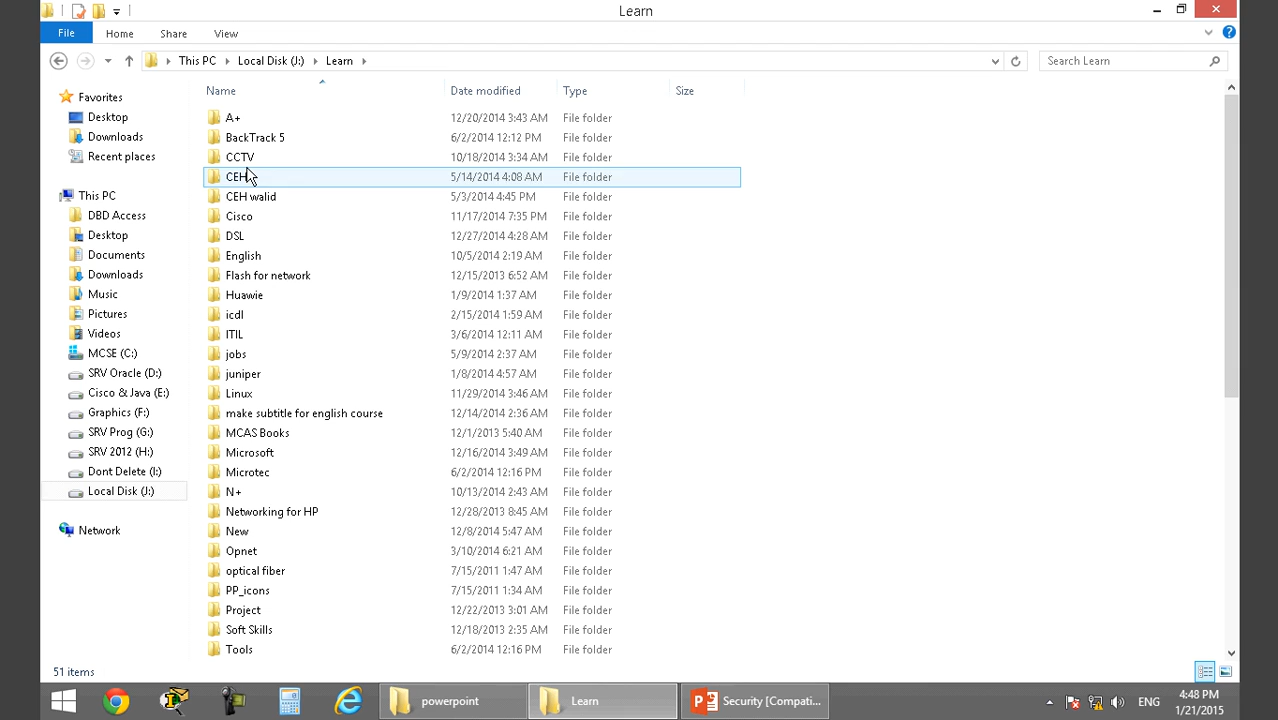 Learn
File Home Share View
This PC Local Disk (J:) Learn Search Learn
Name Date modified Type Size
Favorites
Desktop
Downloads
Recent places
This PC
DBD Access
Desktop
Documents
Downloads
Music
Pictures
Videos
MCSE (C:)
SRV Oracle (D:)
Cisco & Java (E:)
Graphics (F:)
SRV Prog (G:)
SRV 2012 (H:)
Dont Delete (I:)
Local Disk (J:)
Network
A+ 12/20/2014 3:43 AM File folder
BackTrack 5 6/2/2014 12:12 PM File folder
CCTV 10/18/2014 3:34 AM File folder
CEH 5/14/2014 4:08 AM File folder
CEH walid 5/3/2014 4:45 PM File folder
Cisco 11/17/2014 7:35 PM File folder
DSL 12/27/2014 4:28 AM File folder
English 10/5/2014 2:19 AM File folder
Flash for network 12/15/2013 6:52 AM File folder
Huawie 1/9/2014 1:37 AM File folder
icdl 2/15/2014 1:59 AM File folder
ITIL 3/6/2014 12:11 AM File folder
jobs 5/9/2014 2:37 AM File folder
juniper 1/8/2014 4:57 AM File folder
Linux 11/29/2014 3:46 AM File folder
make subtitle for english course 12/14/2014 2:36 AM File folder
MCAS Books 12/1/2013 5:40 AM File folder
Microsoft 12/16/2014 3:49 AM File folder
Microtec 6/2/2014 12:16 PM File folder
N+ 10/13/2014 2:43 AM File folder
Networking for HP 12/28/2013 8:45 AM File folder
New 12/8/2014 5:47 AM File folder
Opnet 3/10/2014 6:21 AM File folder
optical fiber 7/15/2011 1:47 AM File folder
PP_icons 7/15/2011 1:34 AM File folder
Project 12/22/2013 3:01 AM File folder
Soft Skills 12/18/2013 2:35 AM File folder
Tools 6/2/2014 12:16 PM File folder
51 items
powerpoint Learn Security [Compati... ENG 4:48 PM
1/21/2015